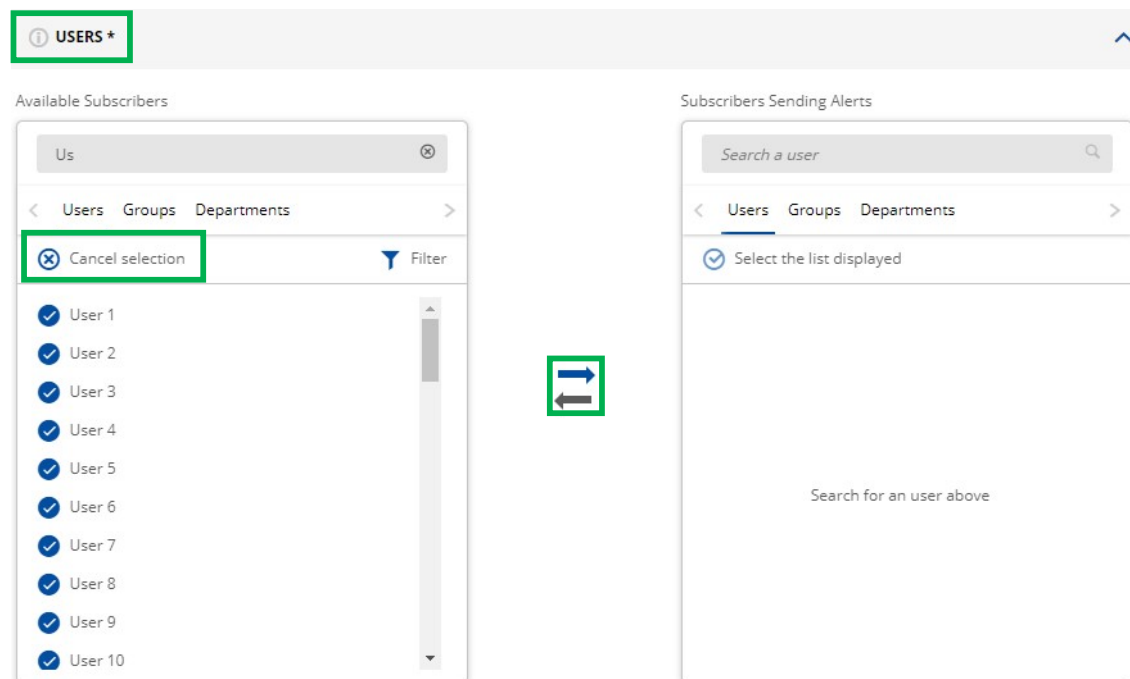 USERS *
Available Subscribers
Us
Users Groups Departments
Cancel selection
Filter
User 1
User 2
User 3
User 4
User 5
User 6
User 7
User 8
User 9
User 10
Subscribers Sending Alerts
Search a user
Users Groups Departments
Select the list displayed
Search for an user above